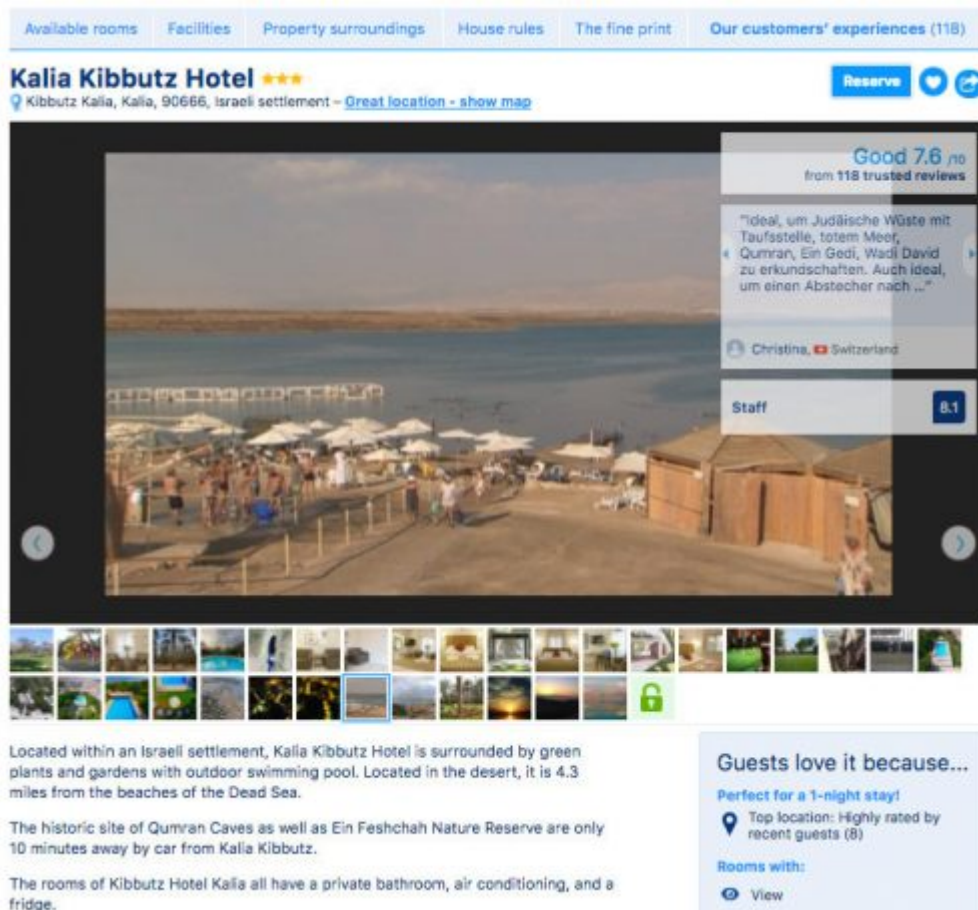 Available rooms Facilities Property surroundings House rules The fine print Our customers' experiences (118)
Kalia Kibbutz Hotel
Reserve
Kibbutz Kalia, Kalia, 90666, Israeli settlement – Great location - show map
Good 7.6 /10
from 118 trusted reviews
"Ideal, um Judäische Wüste mit
Taufsstelle, totem Meer,
Qumran, Ein Gedi, Wadi David
zu erkundschaften. Auch ideal,
um einen Abstecher nach ..."
Christina, Switzerland
Staff 8.1
Located within an Israeli settlement, Kalia Kibbutz Hotel is surrounded by green
plants and gardens with outdoor swimming pool. Located in the desert, it is 4.3
miles from the beaches of the Dead Sea.
The historic site of Qumran Caves as well as Ein Feshchah Nature Reserve are only
10 minutes away by car from Kalia Kibbutz.
The rooms of Kibbutz Hotel Kalia all have a private bathroom, air conditioning, and a
fridge.
Guests love it because...
Perfect for a 1-night stay!
Top location: Highly rated by
recent guests (8)
Rooms with:
View